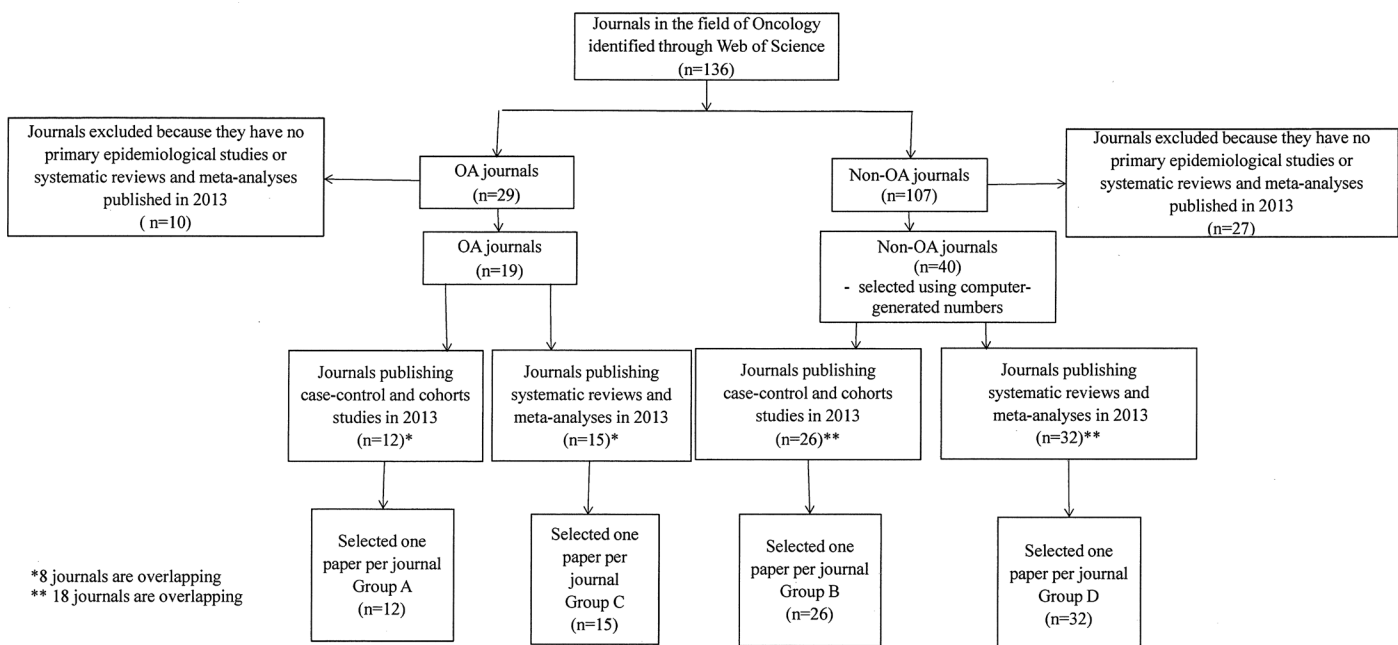 Journals in the field of Oncology
identified through Web of Science
(n=136)
Journals excluded because they have no
primary epidemiological studies or
systematic reviews and meta-analyses
published in 2013
( n=10)
OA journals
(n=29)
Non-OA journals
(n=107)
Journals excluded because they have no
primary epidemiological studies or
systematic reviews and meta-analyses
published in 2013
(n=27)
OA journals
(n=19)
Non-OA journals
(n=40)
- selected using computer-
generated numbers
Journals publishing
case-control and cohorts
studies in 2013
(n=12)*
Journals publishing
systematic reviews and
meta-analyses in 2013
(n=15)*
Journals publishing
case-control and cohorts
studies in 2013
(n=26)**
Journals publishing
systematic reviews and
meta-analyses in 2013
(n=32)**
Selected one
paper per journal
Group A
(n=12)
Selected one
paper per
journal
Group C
(n=15)
Selected one
paper per journal
Group B
(n=26)
Selected one
paper per journal
Group D
(n=32)
*8 journals are overlapping
** 18 journals are overlapping